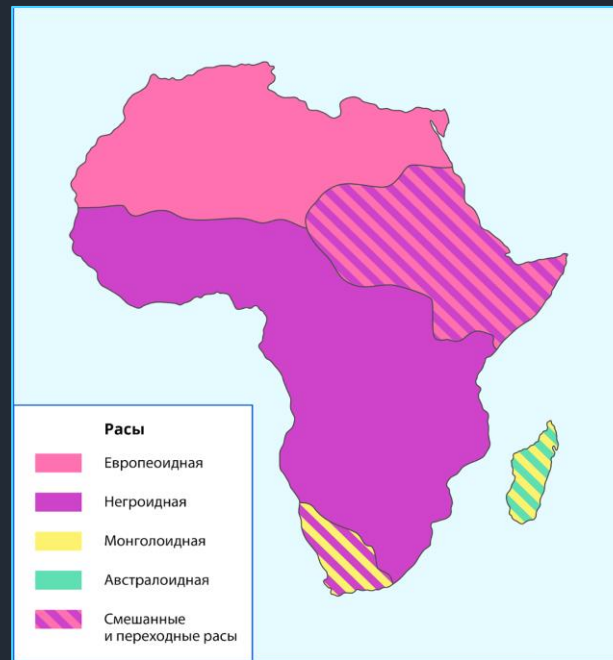 Расы
Европеоидная
Негроидная
Монголоидная
Австралоидная
Смешанные
и переходные расы